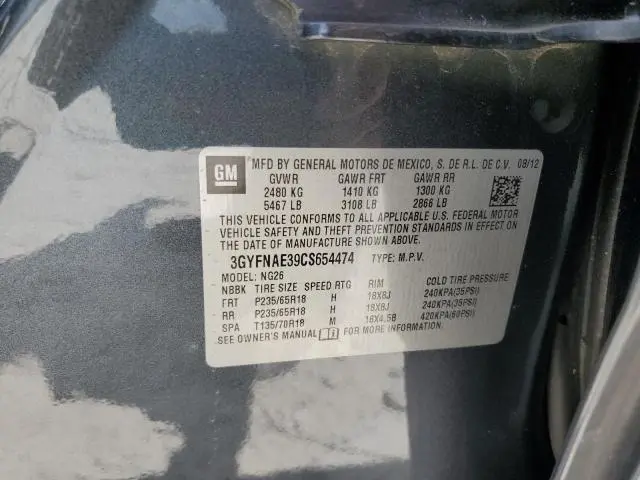 GM
MFD BY GENERAL MOTORS DE MEXICO, S. DE R.L. DE C.V. 08/12
GVWR GAWR FRT GAWR RR
2480 KG 1410 KG 1300 KG
5467 LB 3108 LB 2866 LB
THIS VEHICLE CONFORMS TO ALL APPLICABLE U.S. FEDERAL MOTOR
VEHICLE SAFETY AND THEFT PREVENTION STANDARDS IN EFFECT ON
THE DATE OF MANUFACTURE SHOWN ABOVE.
3GYFNAE39CS654474 TYPE: M.P.V.
MODEL: NG26
NBBK TIRE SIZE SPEED RTG RIM COLD TIRE PRESSURE
FRT P235/65R18 H 18X8J 240KPA(35PSI)
RR P235/65R18 H 18X8J 240KPA(35PSI)
SPA T135/70R18 M 18X4.5B 420KPA(60PSI)
SEE OWNER'S MANUAL FOR MORE INFORMATION.